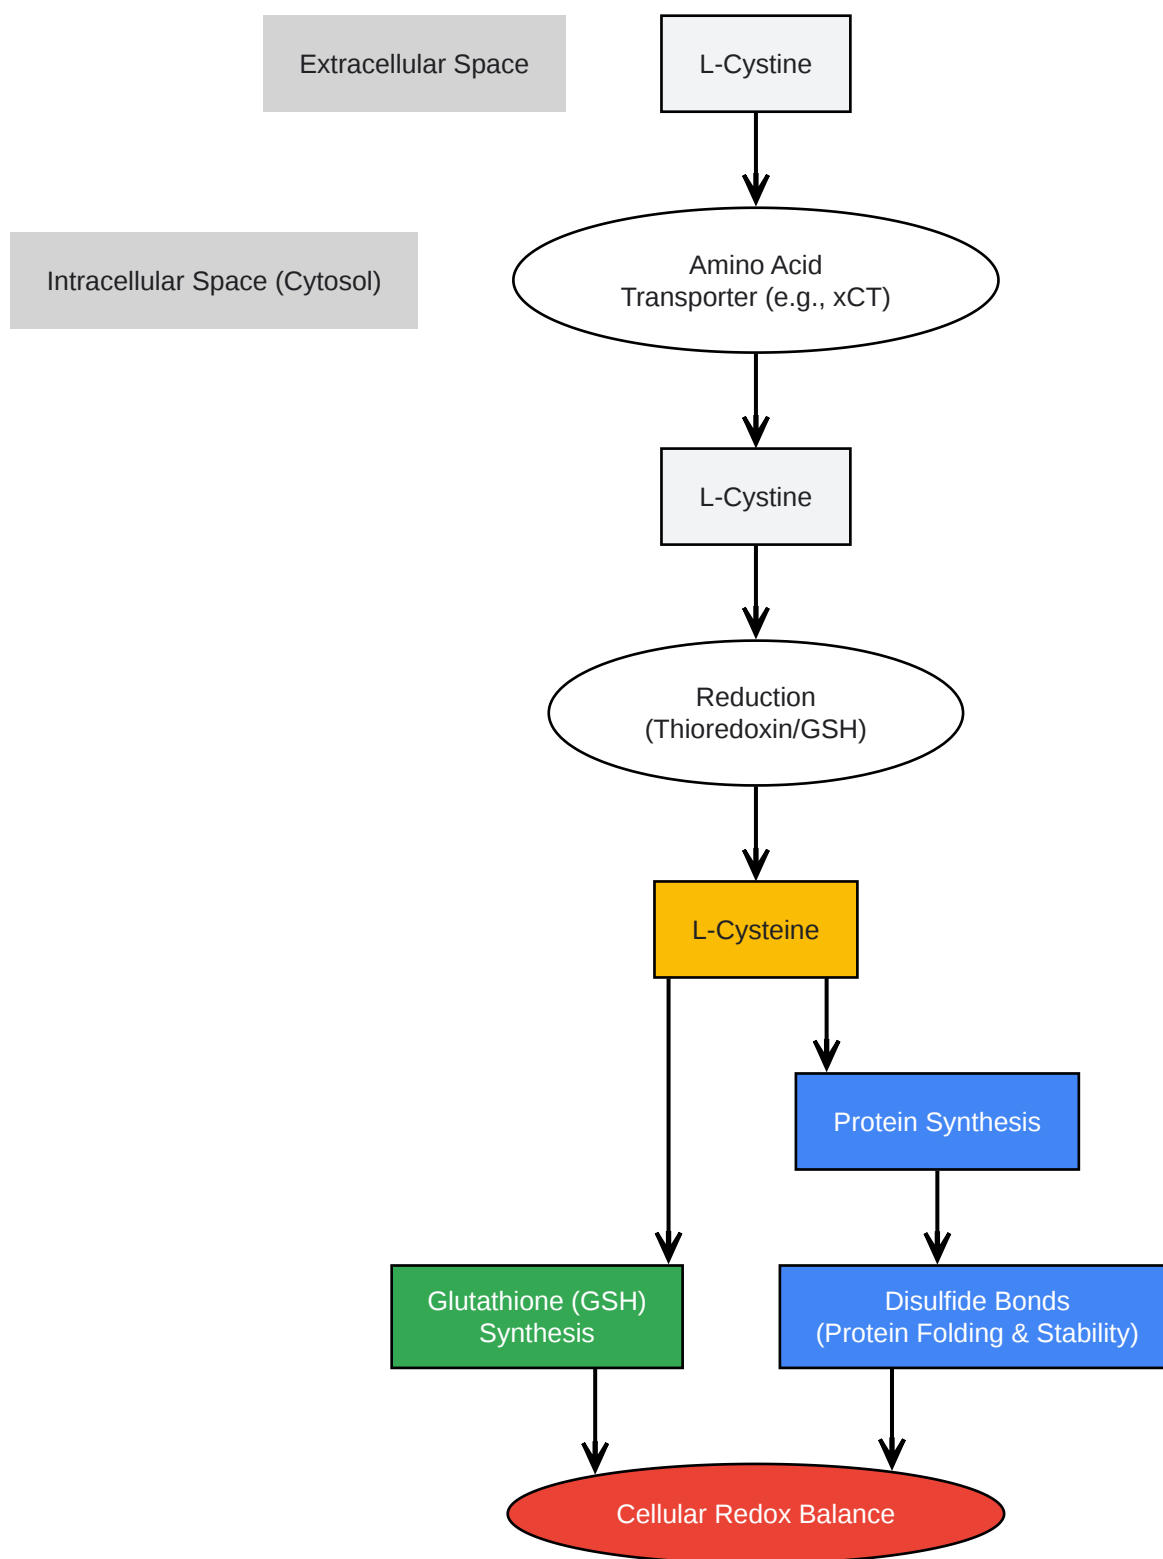 Extracellular Space
L-Cystine
Amino Acid
Transporter (e.g., xCT)
Intracellular Space (Cytosol)
L-Cystine
Reduction
(Thioredoxin/GSH)
L-Cysteine
Protein Synthesis
Glutathione (GSH)
Synthesis
Disulfide Bonds
(Protein Folding & Stability)
Cellular Redox Balance